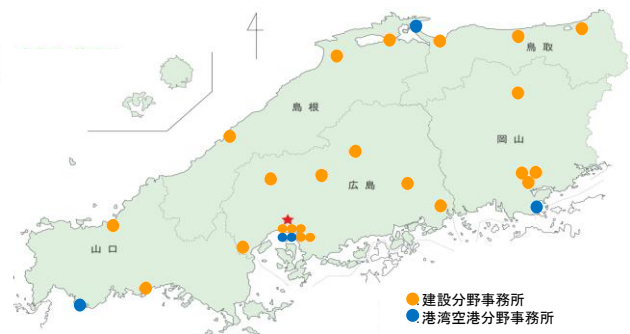 鳥取
島根
岡山
広島
山口
建設分野事務所
港湾空港分野事務所